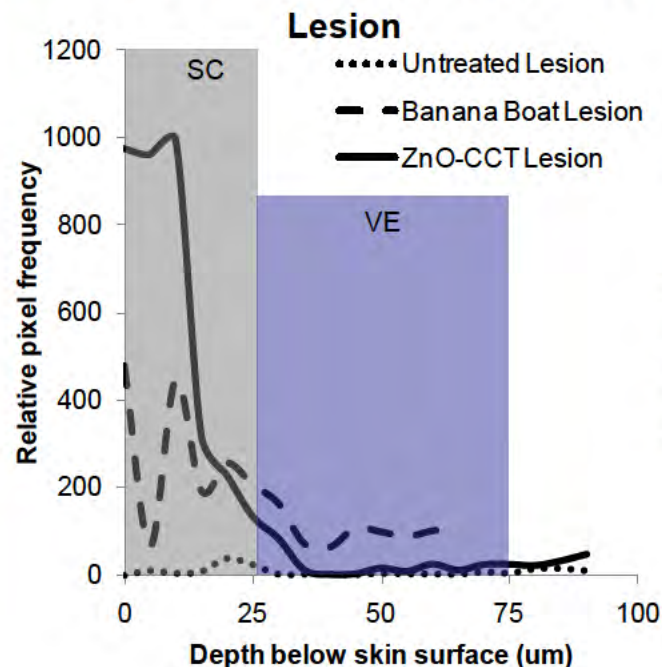 Lesion
SC
Untreated Lesion
Banana Boat Lesion
ZnO-CCT Lesion
VE
Relative pixel frequency
1200
1000
800
600
400
200
0
0 25 50 75 100
Depth below skin surface (um)